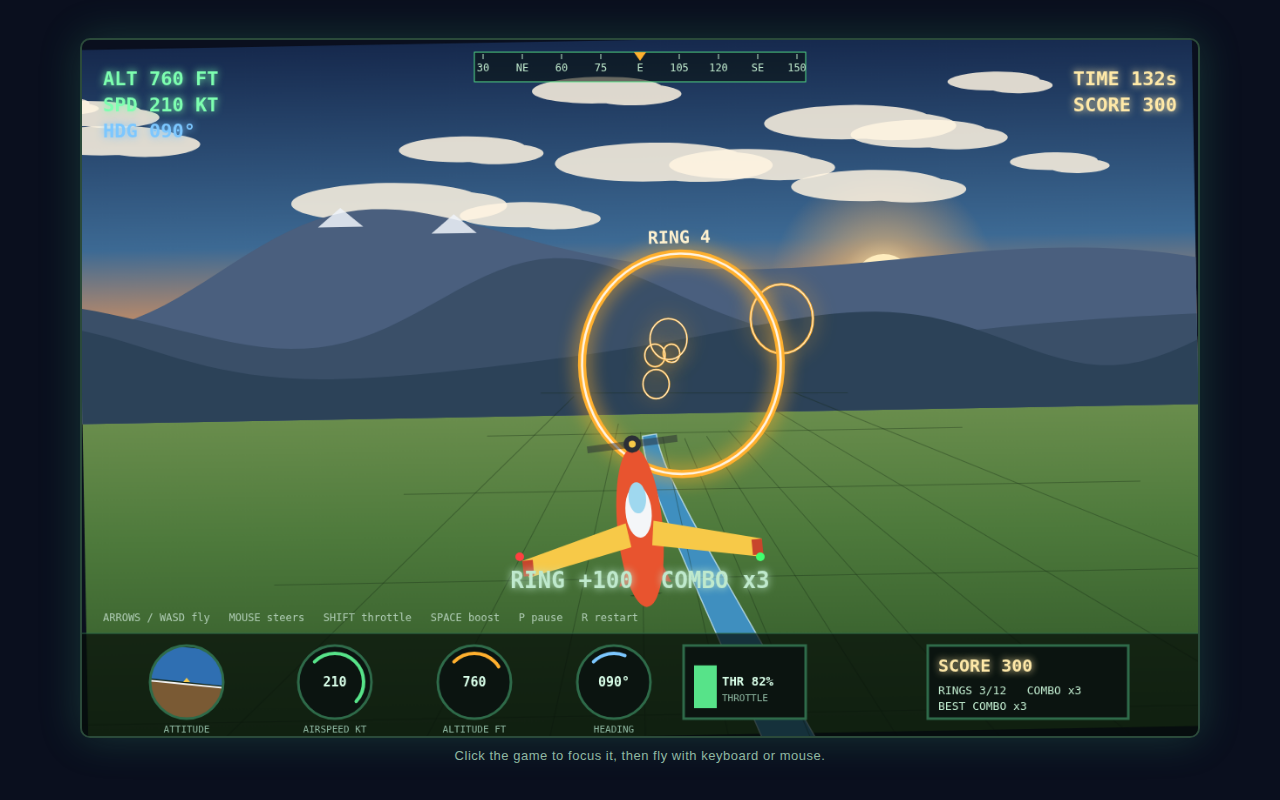 30 NE 60 75 E 105 120 SE 150
ALT 760 FT
SPD 210 KT
HDG 090°
TIME 132s
SCORE 300
RING 4
RING +100 COMBO x3
ARROWS / WASD fly MOUSE steers SHIFT throttle SPACE boost P pause R restart
210
760
090°
THR 82%
THROTTLE
SCORE 300
RINGS 3/12 COMBO x3
BEST COMBO x3
ATTITUDE
AIRSPEED KT
ALTITUDE FT
HEADING
Click the game to focus it, then fly with keyboard or mouse.